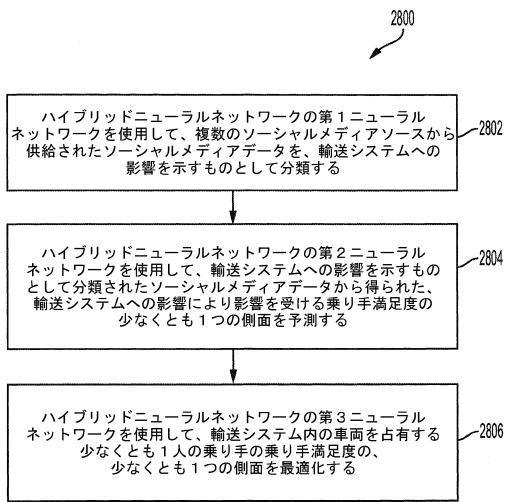 2800
ハイブリッドニューラルネットワークの第1ニューラル
ネットワークを使用して、複数のソーシャルメディアソースから
供給されたソーシャルメディアデータを、輸送システムへの
影響を示すものとして分類する
2802
ハイブリッドニューラルネットワークの第2ニューラル
ネットワークを使用して、輸送システムへの影響を示すもの
として分類されたソーシャルメディアデータから得られた、
輸送システムへの影響により影響を受ける乗り手満足度の
少なくとも1つの側面を予測する
2804
ハイブリッドニューラルネットワークの第3ニューラル
ネットワークを使用して、輸送システム内の車両を占有する
少なくとも1人の乗り手の乗り手満足度の、
少なくとも1つの側面を最適化する
2806